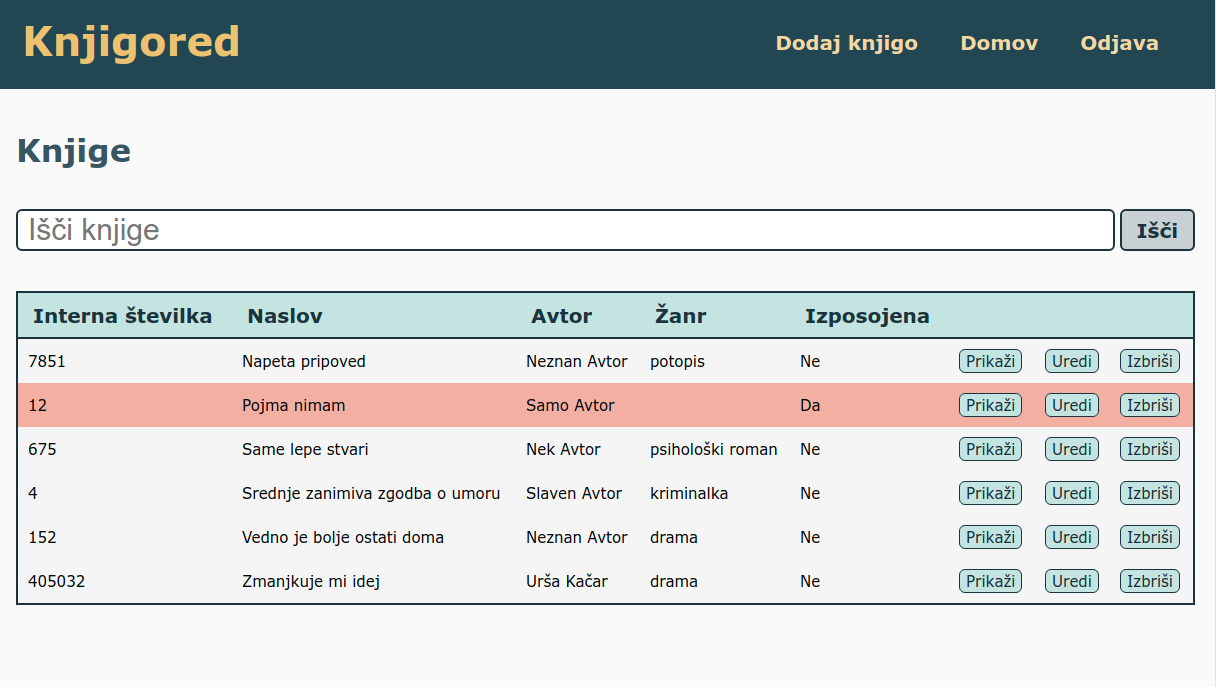 Knjigored Dodaj knjigo Domov Odjava
Knjige
Išči knjige Išči
Interna številka Naslov Avtor Žanr Izposojena
7851 Napeta pripoved Neznan Avtor potopis Ne Prikaži Uredi Izbriši
12 Pojma nimam Samo Avtor Da Prikaži Uredi Izbriši
675 Same lepe stvari Nek Avtor psihološki roman Ne Prikaži Uredi Izbriši
4 Srednje zanimiva zgodba o umoru Slaven Avtor kriminalka Ne Prikaži Uredi Izbriši
152 Vedno je bolje ostati doma Neznan Avtor drama Ne Prikaži Uredi Izbriši
405032 Zmanjkuje mi idej Urša Kačar drama Ne Prikaži Uredi Izbriši